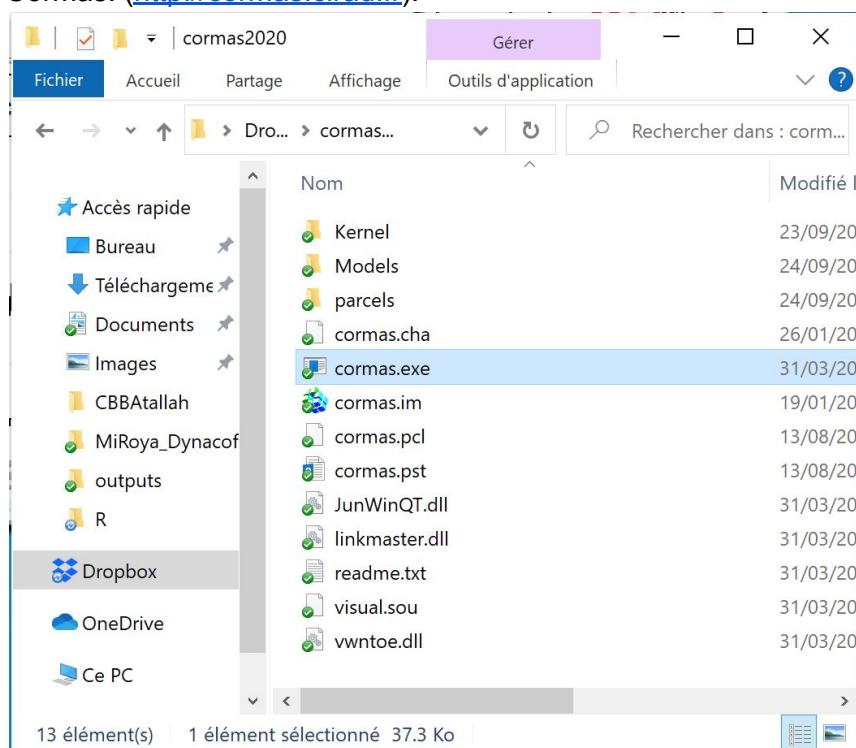 cormas2020
Gérer
Fichier Accueil Partage Affichage Outils d'application
Dro... > cormas...
Rechercher dans : corm...
Nom
Modifié l
Accès rapide
Bureau
Téléchargeme
Documents
Images
CBBAtallah
MiRoya_Dynacof
outputs
R
Dropbox
OneDrive
Ce PC
Kernel 23/09/20
Models 24/09/20
parcels 24/09/20
cormas.cha 26/01/20
cormas.exe 31/03/20
cormas.im 19/01/20
cormas.pcl 13/08/20
cormas.pst 13/08/20
JunWinQT.dll 31/03/20
linkmaster.dll 31/03/20
readme.txt 31/03/20
visual.sou 31/03/20
vwntoe.dll 31/03/20
13 élément(s) 1 élément sélectionné 37.3 Ko